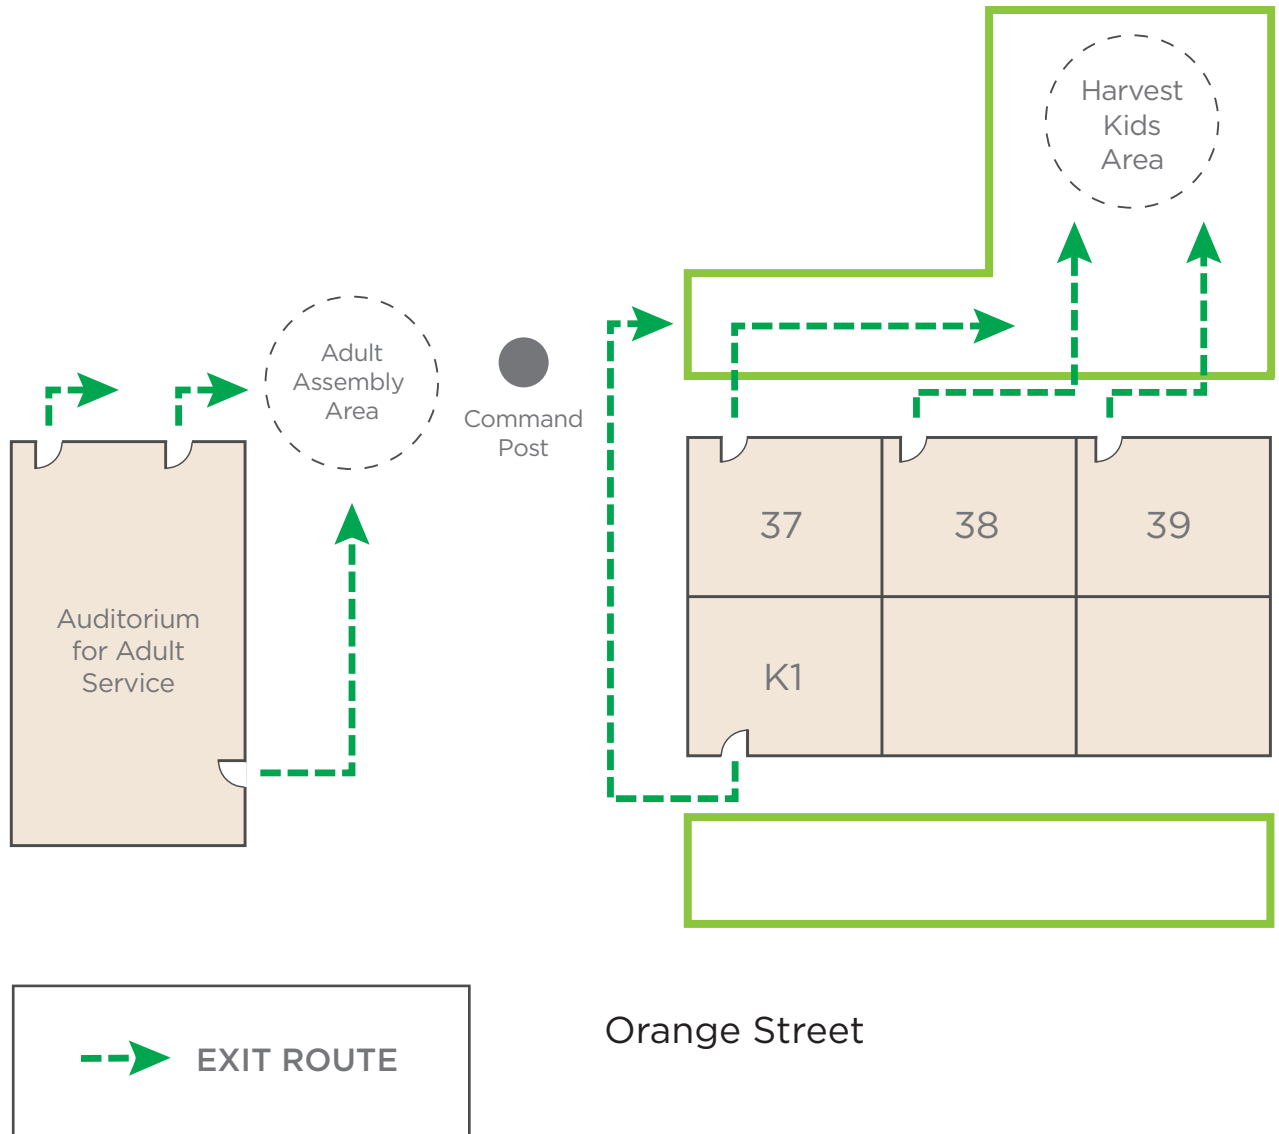 Harvest
Kids
Area
Adult
Assembly
Area
Command
Post
37
38
39
Auditorium
for Adult
Service
K1
Orange Street
EXIT ROUTE